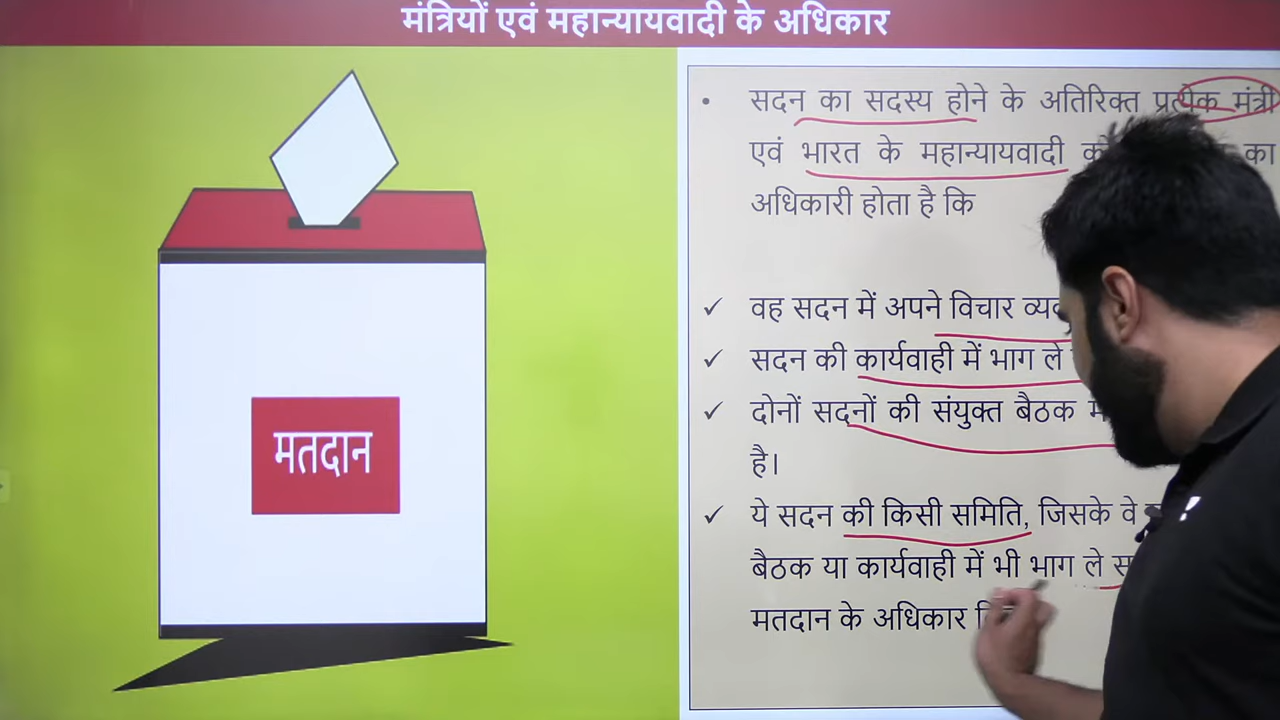 मंत्रियों एवं महान्यायवादी के अधिकार
• सदन का सदस्य होने के अतिरिक्त प्रत्येक मंत्री
एवं भारत के महान्यायवादी का
अधिकारी होता है कि
✓ वह सदन में अपने विचार
✓ सदन की कार्यवाही में भाग ले
✓ दोनों सदनों की संयुक्त बैठक
है।
✓ ये सदन की किसी समिति, जिसके वे
बैठक या कार्यवाही में भी भाग ले
मतदान के अधिकार
मतदान